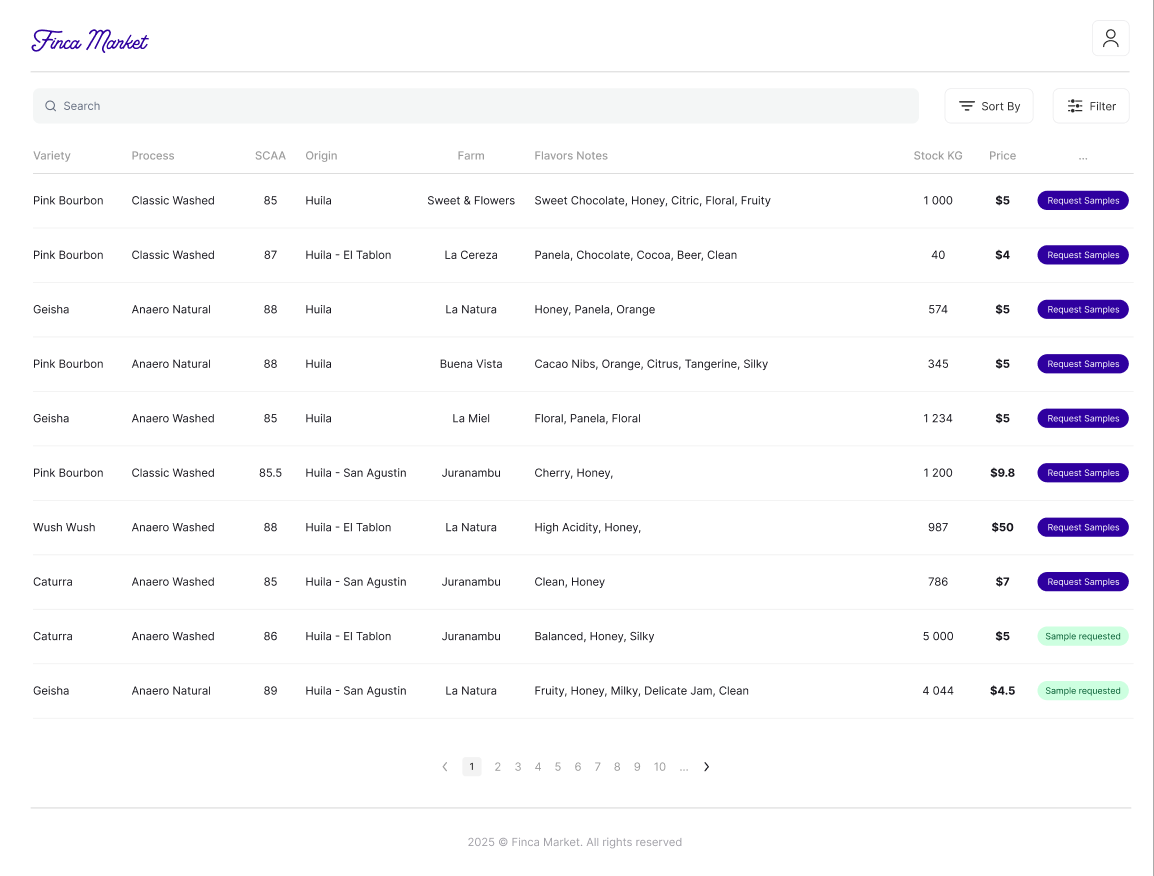 Finca Market
Search Sort By Filter
Variety Process SCAA Origin Farm Flavors Notes Stock KG Price ...
Pink Bourbon Classic Washed 85 Huila Sweet & Flowers Sweet Chocolate, Honey, Citric, Floral, Fruity 1 000 $5 Request Samples
Pink Bourbon Classic Washed 87 Huila - El Tablon La Cereza Panela, Chocolate, Cocoa, Beer, Clean 40 $4 Request Samples
Geisha Anaero Natural 88 Huila La Natura Honey, Panela, Orange 574 $5 Request Samples
Pink Bourbon Anaero Natural 88 Huila Buena Vista Cacao Nibs, Orange, Citrus, Tangerine, Silky 345 $5 Request Samples
Geisha Anaero Washed 85 Huila La Miel Floral, Panela, Floral 1 234 $5 Request Samples
Pink Bourbon Classic Washed 85.5 Huila - San Agustin Juranambu Cherry, Honey, 1 200 $9.8 Request Samples
Wush Wush Anaero Washed 88 Huila - El Tablon La Natura High Acidity, Honey, 987 $50 Request Samples
Caturra Anaero Washed 85 Huila - San Agustin Juranambu Clean, Honey 786 $7 Request Samples
Caturra Anaero Washed 86 Huila - El Tablon Juranambu Balanced, Honey, Silky 5 000 $5 Sample requested
Geisha Anaero Natural 89 Huila - San Agustin La Natura Fruity, Honey, Milky, Delicate Jam, Clean 4 044 $4.5 Sample requested
1 2 3 4 5 6 7 8 9 10 ...
2025 © Finca Market. All rights reserved